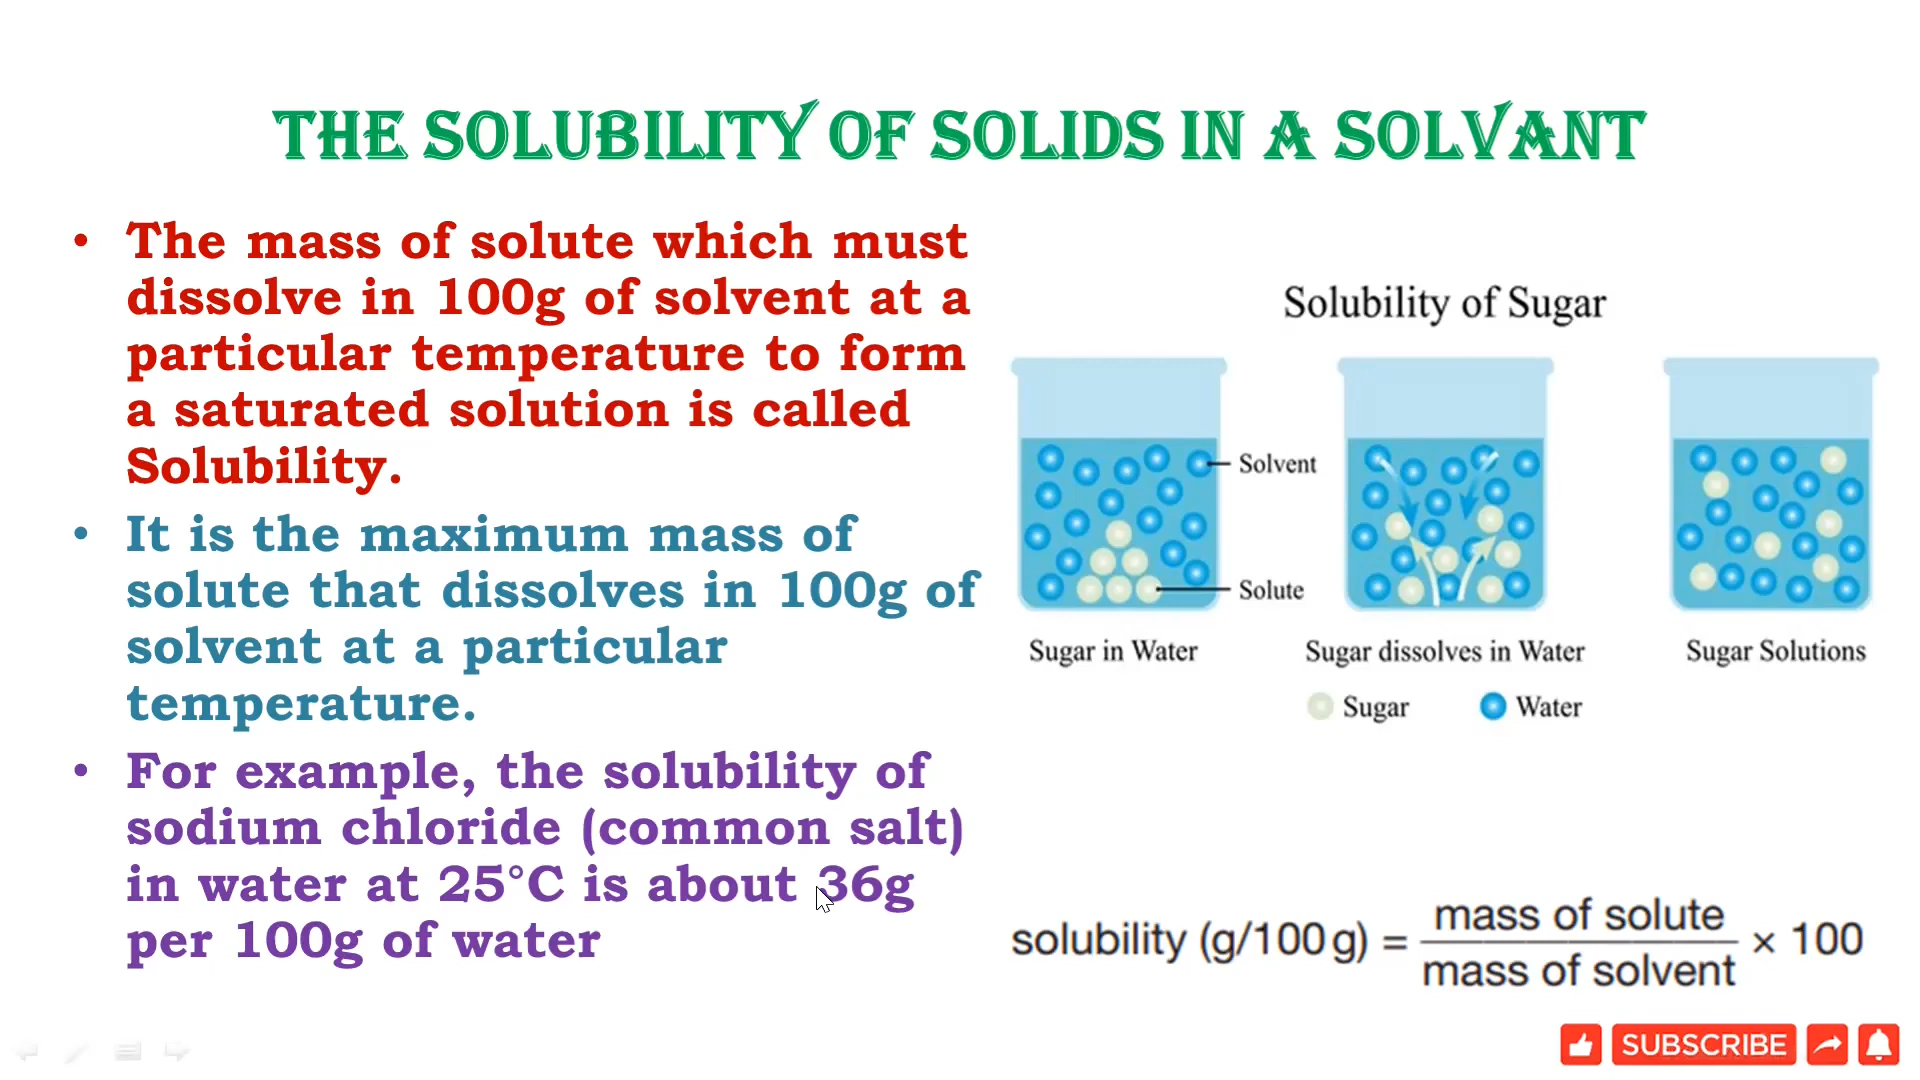 THE SOLUBILITY OF SOLIDS IN A SOLVANT
• The mass of solute which must
dissolve in 100g of solvent at a
particular temperature to form
a saturated solution is called
Solubility.
• It is the maximum mass of
solute that dissolves in 100g of
solvent at a particular
temperature.
• For example, the solubility of
sodium chloride (common salt)
in water at 25°C is about 36g
per 100g of water
Solubility of Sugar
Solvent
Solute
Sugar in Water
Sugar dissolves in Water
Sugar Solutions
Sugar
Water
solubility (g/100 g) = mass of solute / mass of solvent × 100
SUBSCRIBE